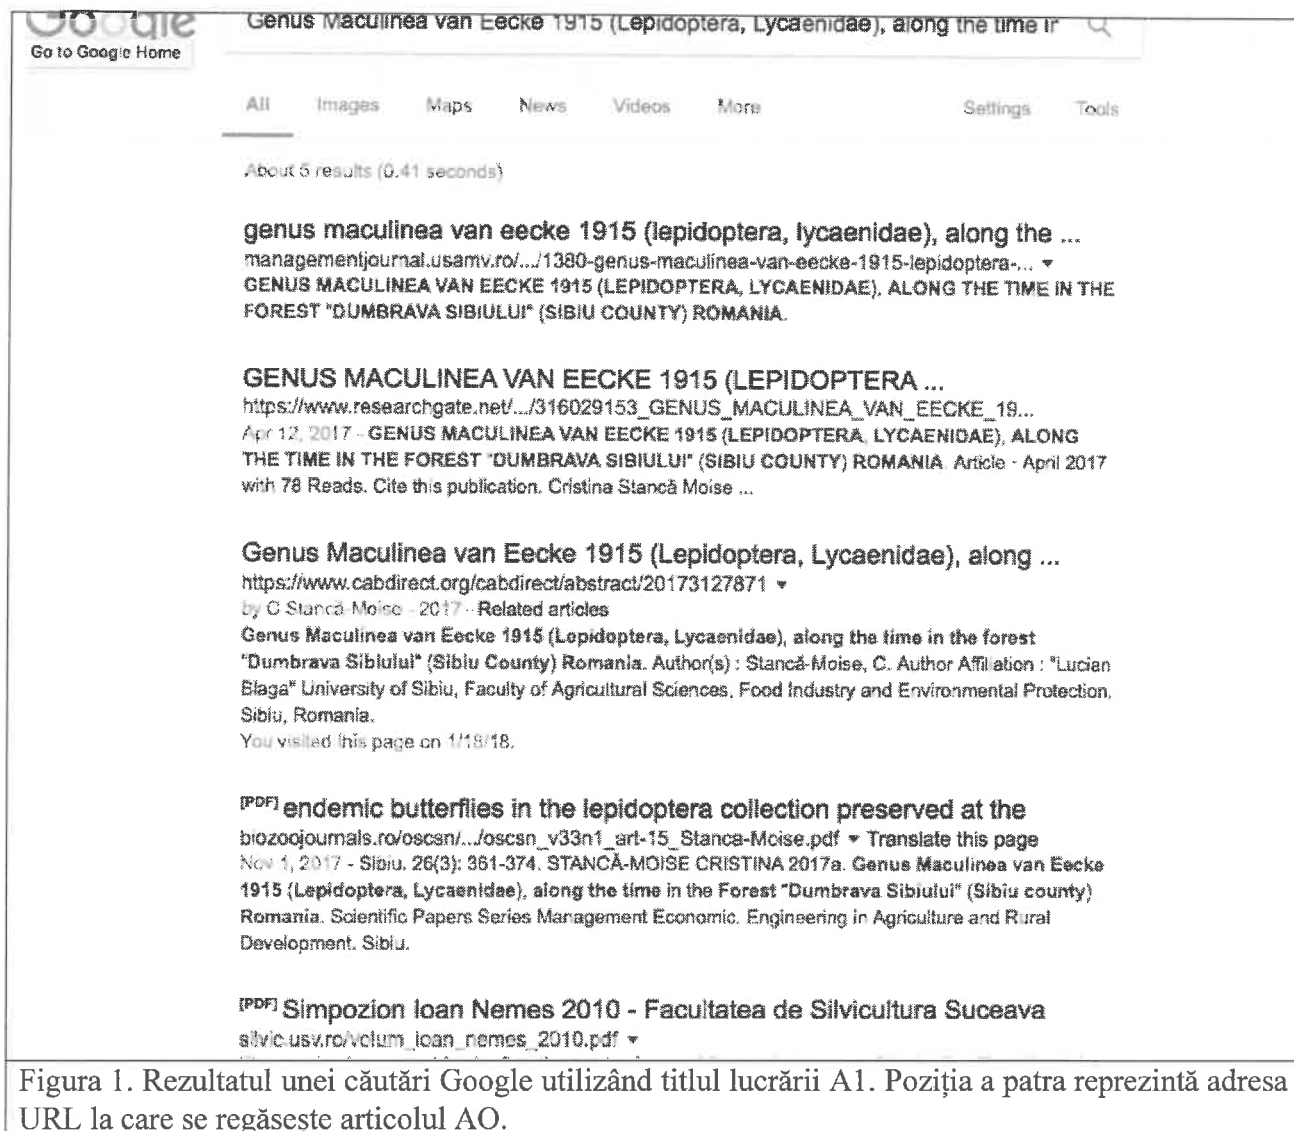 Google
Genus Maculinea van Eecke 1915 (Lepidoptera, Lycaenidae), along the time ir
Go to Google Home
All Images Maps News Videos More Settings Tools
About 5 results (0.41 seconds)
genus maculinea van eecke 1915 (lepidoptera, lycaenidae), along the ...
managementjournal.usamv.ro/.../1380-genus-maculinea-van-eecke-1915-lepidoptera-... ▾
GENUS MACULINEA VAN EECKE 1915 (LEPIDOPTERA, LYCAENIDAE), ALONG THE TIME IN THE
FOREST "DUMBRAVA SIBIULUI" (SIBIU COUNTY) ROMANIA.
GENUS MACULINEA VAN EECKE 1915 (LEPIDOPTERA ...
https://www.researchgate.net/.../316029153_GENUS_MACULINEA_VAN_EECKE_19...
Apr 12, 2017 - GENUS MACULINEA VAN EECKE 1915 (LEPIDOPTERA, LYCAENIDAE), ALONG
THE TIME IN THE FOREST "DUMBRAVA SIBIULUI" (SIBIU COUNTY) ROMANIA. Article · April 2017
with 78 Reads. Cite this publication. Cristina Stancă Moise ...
Genus Maculinea van Eecke 1915 (Lepidoptera, Lycaenidae), along ...
https://www.cabdirect.org/cabdirect/abstract/20173127871 ▾
by C Stancă-Moise - 2017 - Related articles
Genus Maculinea van Eecke 1915 (Lepidoptera, Lycaenidae), along the time in the forest
"Dumbrava Sibiului" (Sibiu County) Romania. Author(s) : Stancă-Moise, C. Author Affiliation : "Lucian
Blaga" University of Sibiu, Faculty of Agricultural Sciences, Food Industry and Environmental Protection,
Sibiu, Romania.
You visited this page on 1/18/18.
[PDF] endemic butterflies in the lepidoptera collection preserved at the
biozoojournals.ro/oscsn/.../oscsn_v33n1_art-15_Stanca-Moise.pdf ▾ Translate this page
Nov 1, 2017 - Sibiu. 26(3): 361-374. STANCĂ-MOISE CRISTINA 2017a. Genus Maculinea van Eecke
1915 (Lepidoptera, Lycaenidae), along the time in the Forest "Dumbrava Sibiului" (Sibiu county)
Romania. Scientific Papers Series Management Economic. Engineering in Agriculture and Rural
Development. Sibiu.
[PDF] Simpozion Ioan Nemes 2010 - Facultatea de Silvicultura Suceava
silvic.usv.ro/volum_ioan_nemes_2010.pdf ▾
Figura 1. Rezultatul unei căutări Google utilizând titlul lucrării A1. Poziția a patra reprezintă adresa
URL la care se regăsește articolul AO.